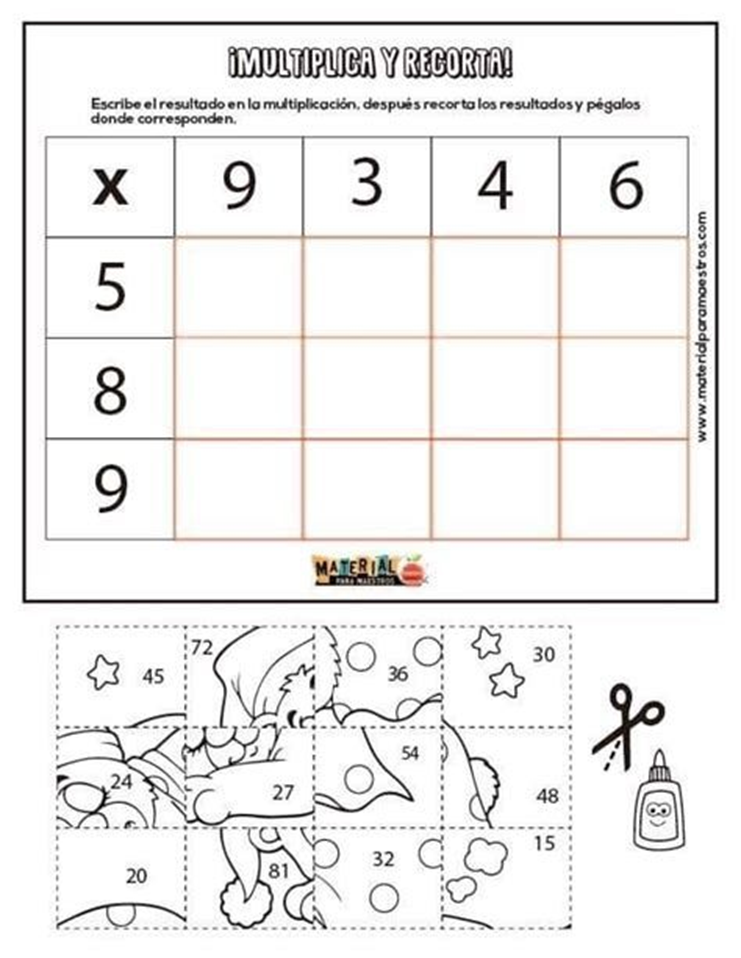 ¡MULTIPLICA Y RECORTA!
Escribe el resultado en la multiplicación, después recorta los resultados y pégalos
donde corresponden.
x 9 3 4 6
5
8
9
www.materialparamaestros.com
MATERIAL
PARA MAESTROS
45 72 36 30
24 27 54 48
20 81 32 15